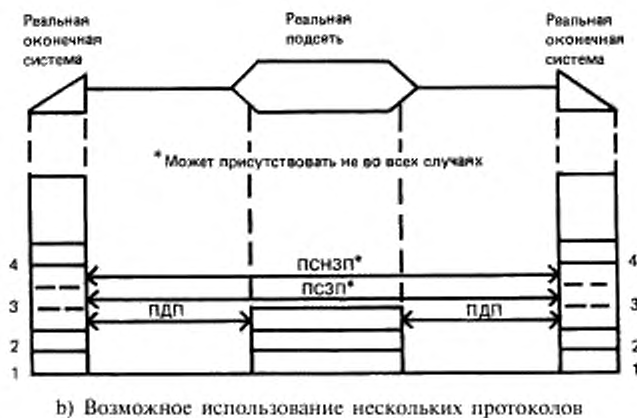 Реальная
оконечная
система
Реальная
подсеть
Реальная
оконечная
система
*Может присутствовать не во всех случаях
4
3
2
1
ПСНЗП*
ПСЗП*
ПДП
ПДП
4
3
2
1
b) Возможное использование нескольких протоколов